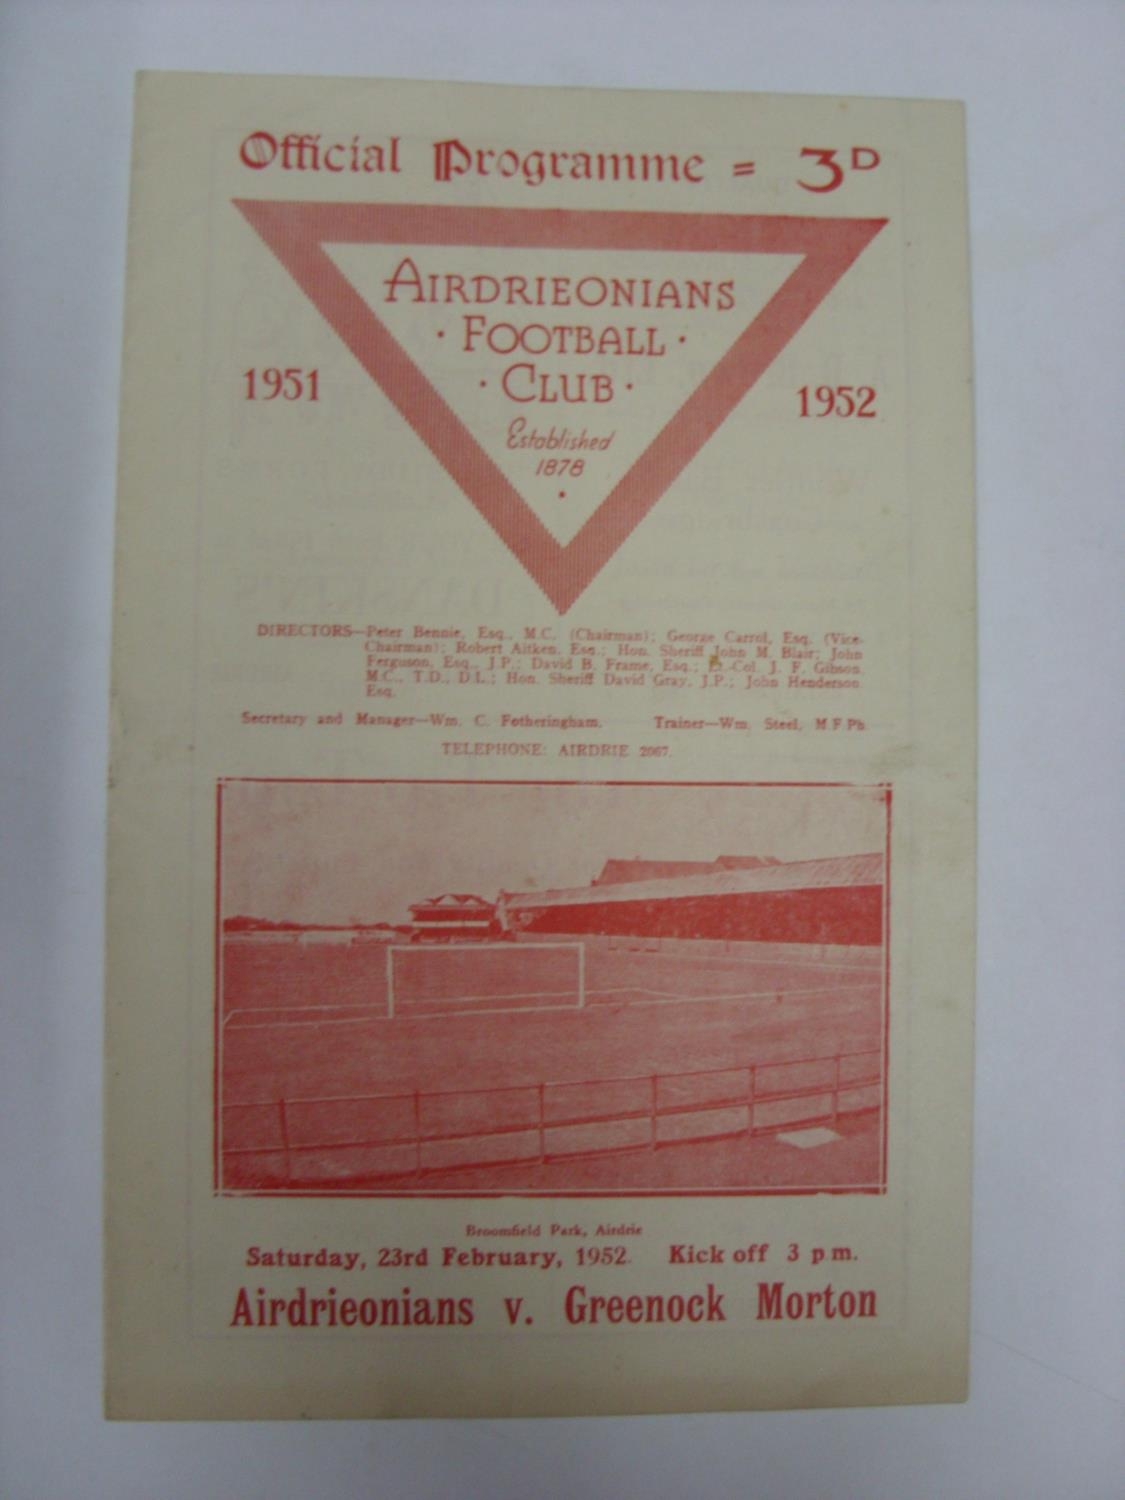 Official Programme = 3D
AIRDRIEONIANS
· FOOTBALL ·
· CLUB ·
1951
1952
Established
1878
DIRECTORS—Peter Bennie, Esq., M.C. (Chairman); George Carrol, Esq. (Vice-
Chairman); Robert Aitken, Esq.; Hon. Sheriff John M. Blair; John
Ferguson, Esq., J.P.; David B. Frame, Esq.; Lt.-Col. J. F. Gibson,
M.C., T.D., D.L.; Hon. Sheriff David Gray, J.P.; John Henderson
Esq.
Secretary and Manager—Wm. C. Fotheringham. Trainer—Wm. Steel, M.F.Ph.
TELEPHONE: AIRDRIE 2067.
Broomfield Park, Airdrie
Saturday, 23rd February, 1952. Kick off 3 p m.
Airdrieonians v. Greenock Morton